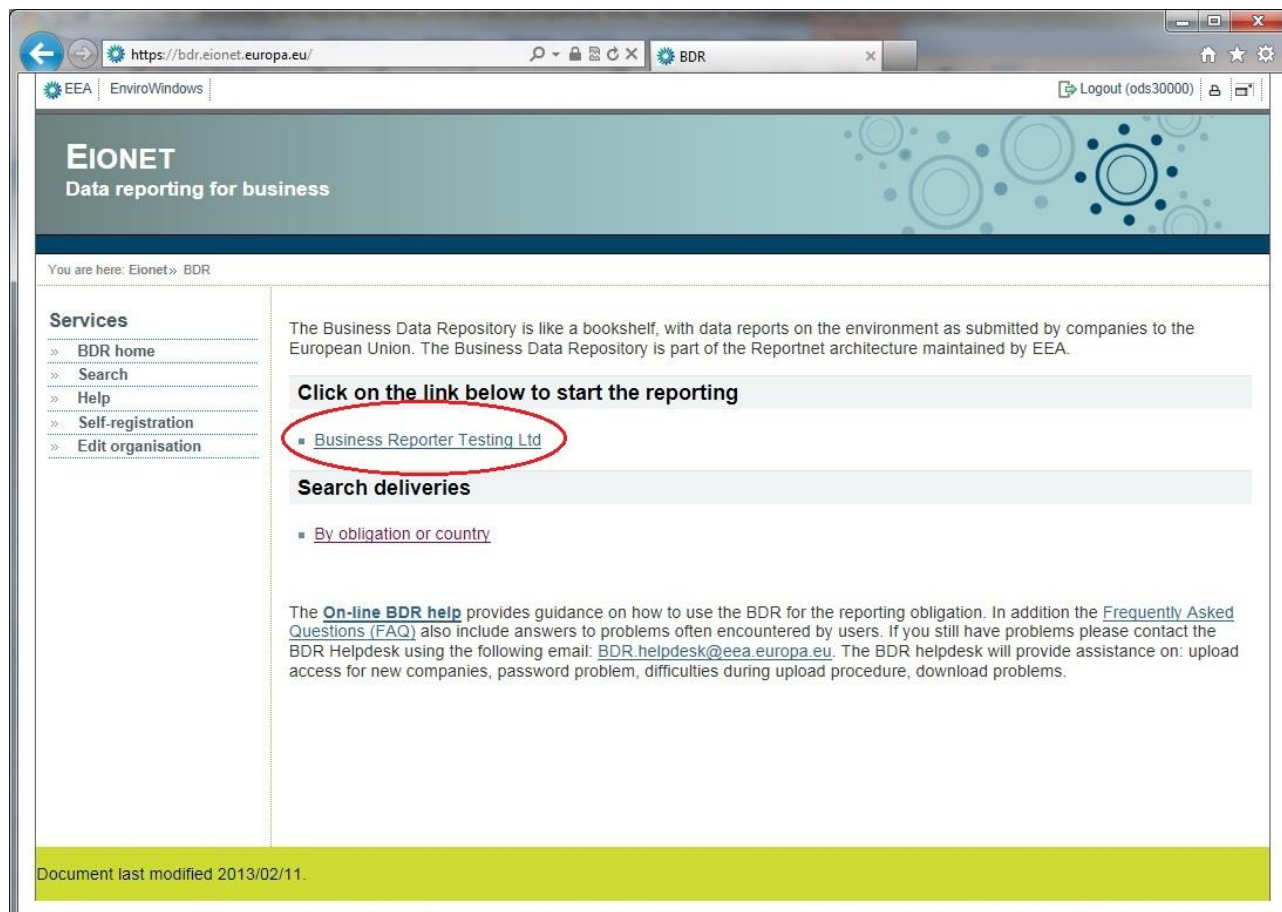 https://bdr.eionet.europa.eu/
BDR
EEA EnviroWindows
Logout (ods30000)
EIONET
Data reporting for business
You are here: Eionet» BDR
Services
» BDR home
» Search
» Help
» Self-registration
» Edit organisation
The Business Data Repository is like a bookshelf, with data reports on the environment as submitted by companies to the
European Union. The Business Data Repository is part of the Reportnet architecture maintained by EEA.
Click on the link below to start the reporting
Business Reporter Testing Ltd
Search deliveries
By obligation or country
The On-line BDR help provides guidance on how to use the BDR for the reporting obligation. In addition the Frequently Asked
Questions (FAQ) also include answers to problems often encountered by users. If you still have problems please contact the
BDR Helpdesk using the following email: BDR.helpdesk@eea.europa.eu. The BDR helpdesk will provide assistance on: upload
access for new companies, password problem, difficulties during upload procedure, download problems.
Document last modified 2013/02/11.